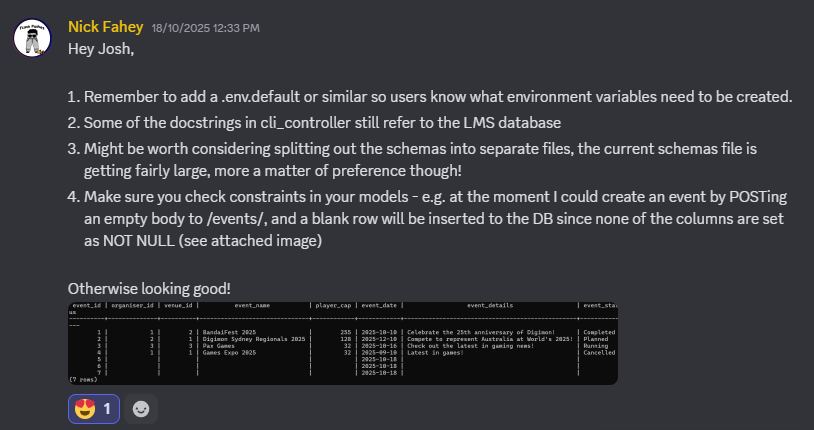 Nick Fahey 18/10/2025 12:33 PM
Hey Josh,
1. Remember to add a .env.default or similar so users know what environment variables need to be created.
2. Some of the docstrings in cli_controller still refer to the LMS database
3. Might be worth considering splitting out the schemas into separate files, the current schemas file is
getting fairly large, more a matter of preference though!
4. Make sure you check constraints in your models - e.g. at the moment I could create an event by POSTing
an empty body to /events/, and a blank row will be inserted to the DB since none of the columns are set
as NOT NULL (see attached image)
Otherwise looking good!
event_id | organiser_id | venue_id | event_name | player_cap | event_date | event_details | event_stat
us
1 | 1 | 2 | BandaiFest 2025 | 255 | 2025-10-10 | Celebrate the 25th anniversary of Digimon! | Completed
2 | 2 | 1 | Digimon Sydney Regionals 2025 | 128 | 2025-12-10 | Compete to represent Australia at World's 2025! | Planned
3 | 3 | 3 | Pax Games | 32 | 2025-10-16 | Check out the latest in gaming news! | Running
4 | 1 | 1 | Games Expo 2025 | 32 | 2025-09-10 | Latest in games! | Cancelled
5 | | | | | 2025-10-18 | |
6 | | | | | 2025-10-18 | |
7 | | | | | 2025-10-18 | |
(7 rows)
1